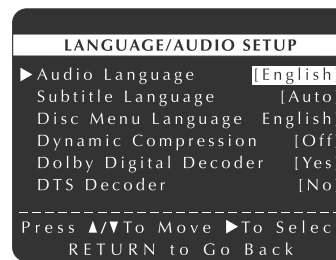 LANGUAGE/AUDIO SETUP
▶Audio Language [English]
Subtitle Language [Auto]
Disc Menu Language English]
Dynamic Compression [Off
Dolby Digital Decoder [Yes]
DTS Decoder [No
Press ▲/▼To Move ▶To Selec
RETURN to Go Back